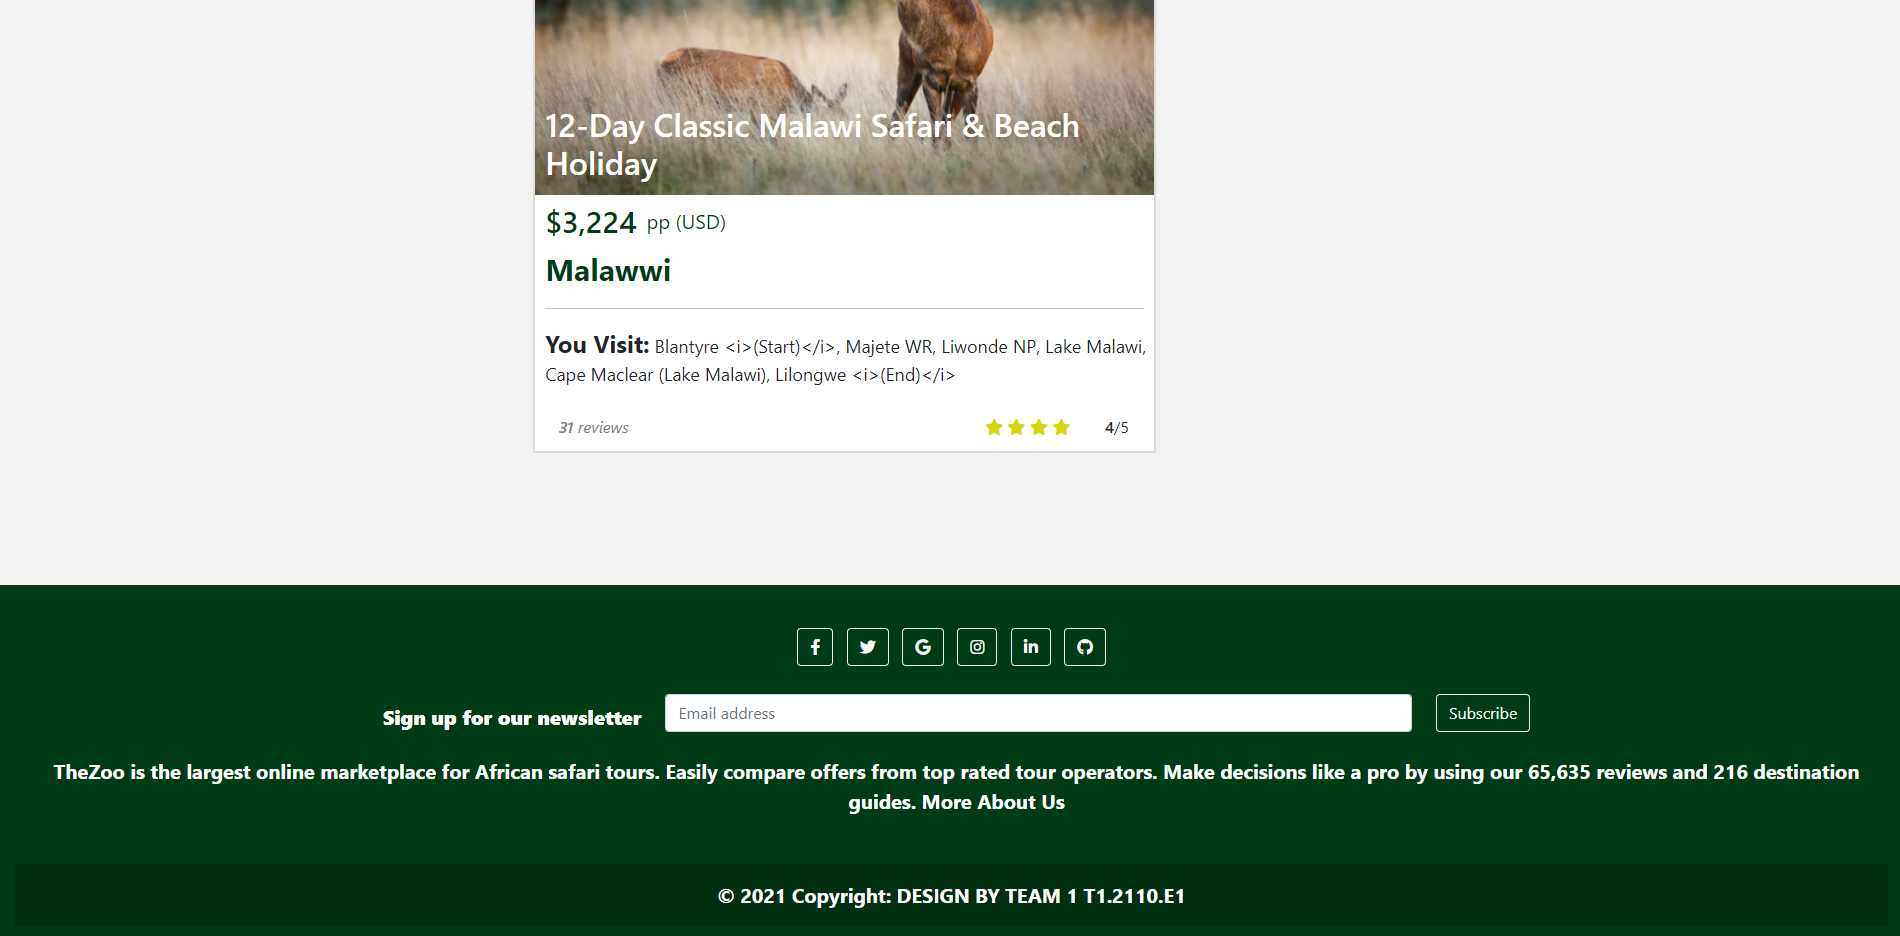 12-Day Classic Malawi Safari & Beach
Holiday
$3,224 pp (USD)
Malawwi
You Visit: Blantyre <i>(Start)</i>, Majete WR, Liwonde NP, Lake Malawi,
Cape Maclear (Lake Malawi), Lilongwe <i>(End)</i>
31 reviews 4/5
Sign up for our newsletter Email address Subscribe
TheZoo is the largest online marketplace for African safari tours. Easily compare offers from top rated tour operators. Make decisions like a pro by using our 65,635 reviews and 216 destination
guides. More About Us
© 2021 Copyright: DESIGN BY TEAM 1 T1.2110.E1